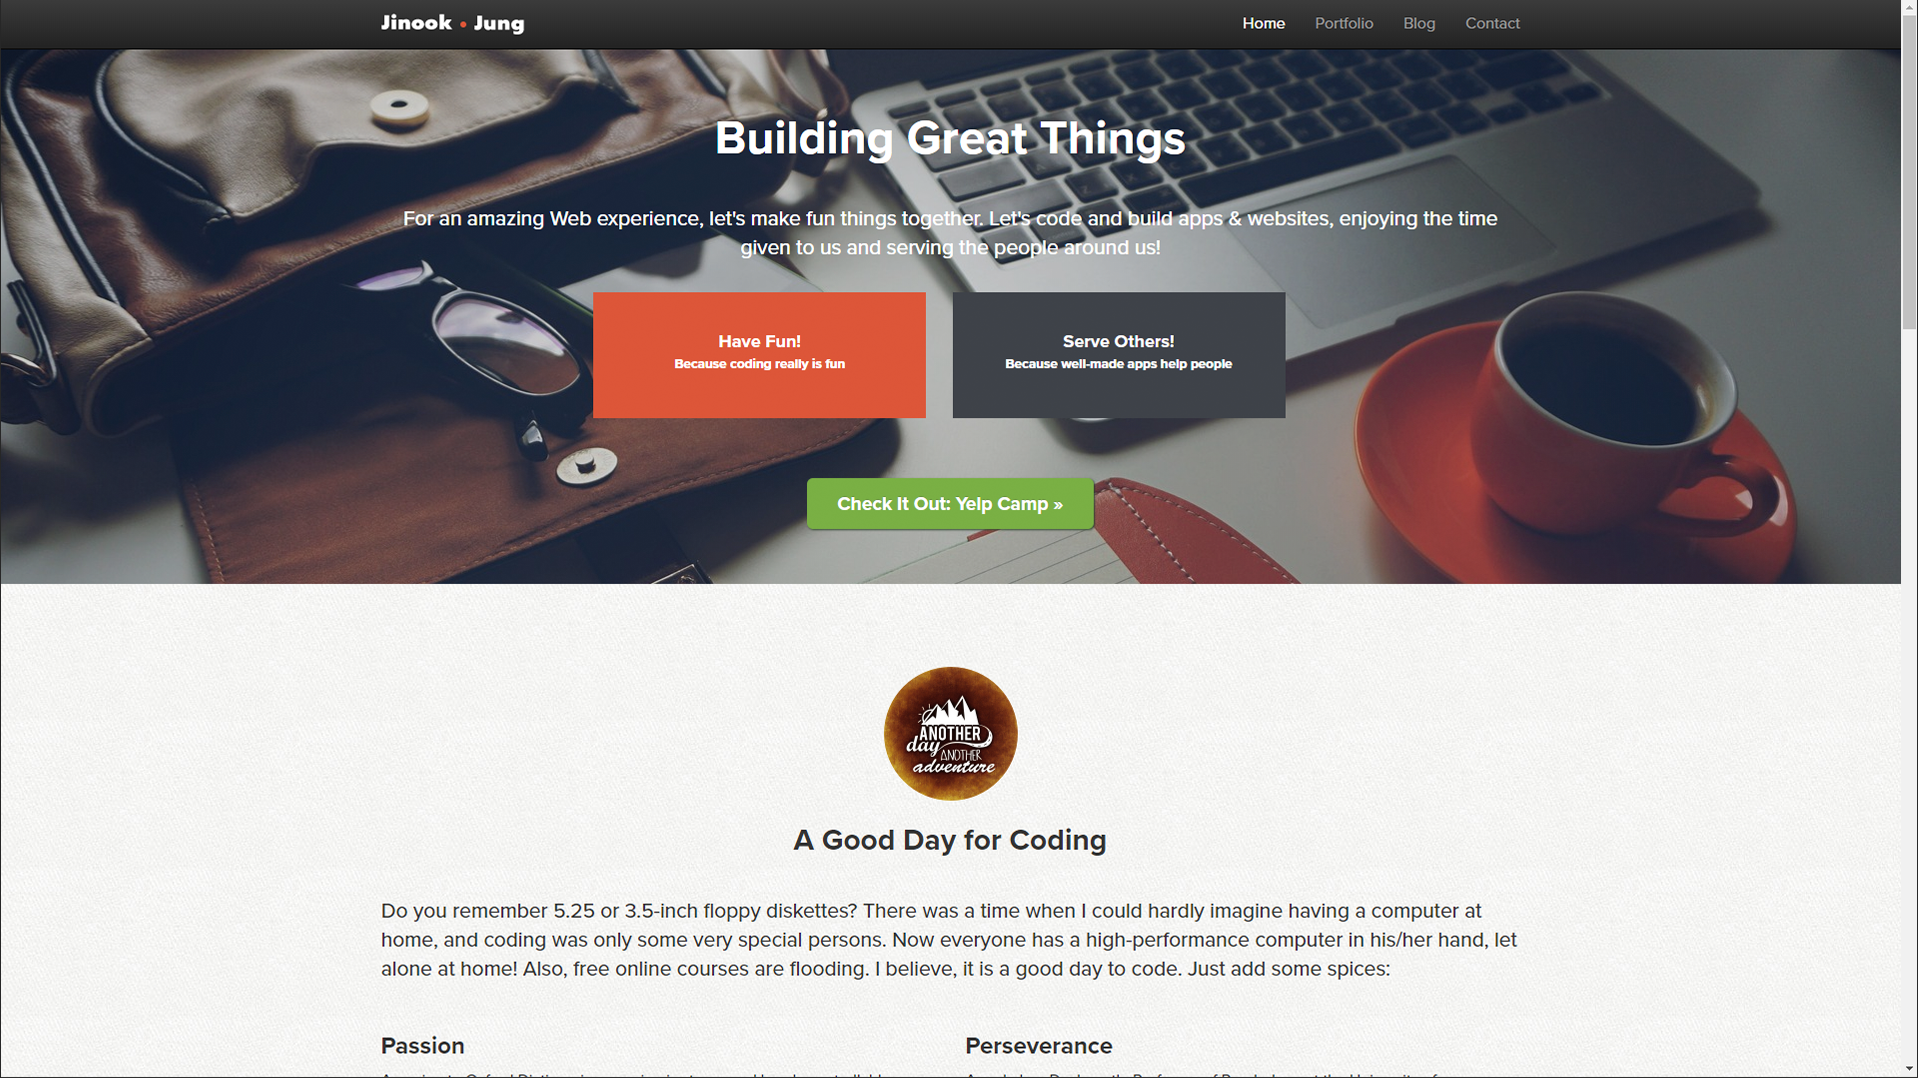 Jinook • Jung
Home Portfolio Blog Contact
Building Great Things
For an amazing Web experience, let's make fun things together. Let's code and build apps & websites, enjoying the time
given to us and serving the people around us!
Have Fun!
Because coding really is fun
Serve Others!
Because well-made apps help people
Check It Out: Yelp Camp »
ANOTHER
day
ANOTHER
adventure
A Good Day for Coding
Do you remember 5.25 or 3.5-inch floppy diskettes? There was a time when I could hardly imagine having a computer at
home, and coding was only some very special persons. Now everyone has a high-performance computer in his/her hand, let
alone at home! Also, free online courses are flooding. I believe, it is a good day to code. Just add some spices:
Passion
Perseverance